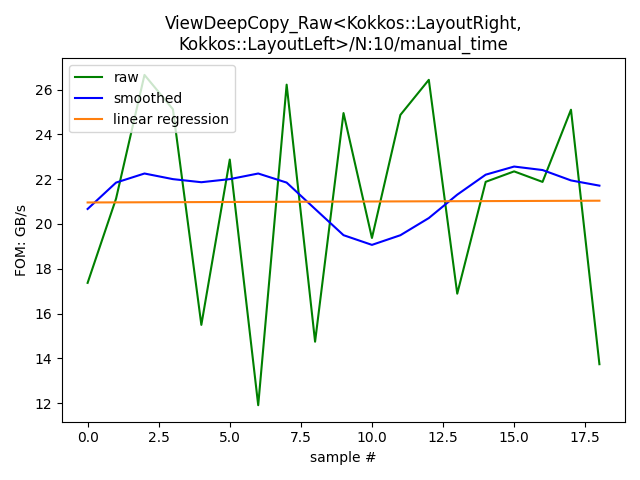 ViewDeepCopy_Raw<Kokkos::LayoutRight,
Kokkos::LayoutLeft>/N:10/manual_time
raw
smoothed
linear regression
FOM: GB/s
26
24
22
20
18
16
14
12
0.0
2.5
5.0
7.5
10.0
12.5
15.0
17.5
sample #